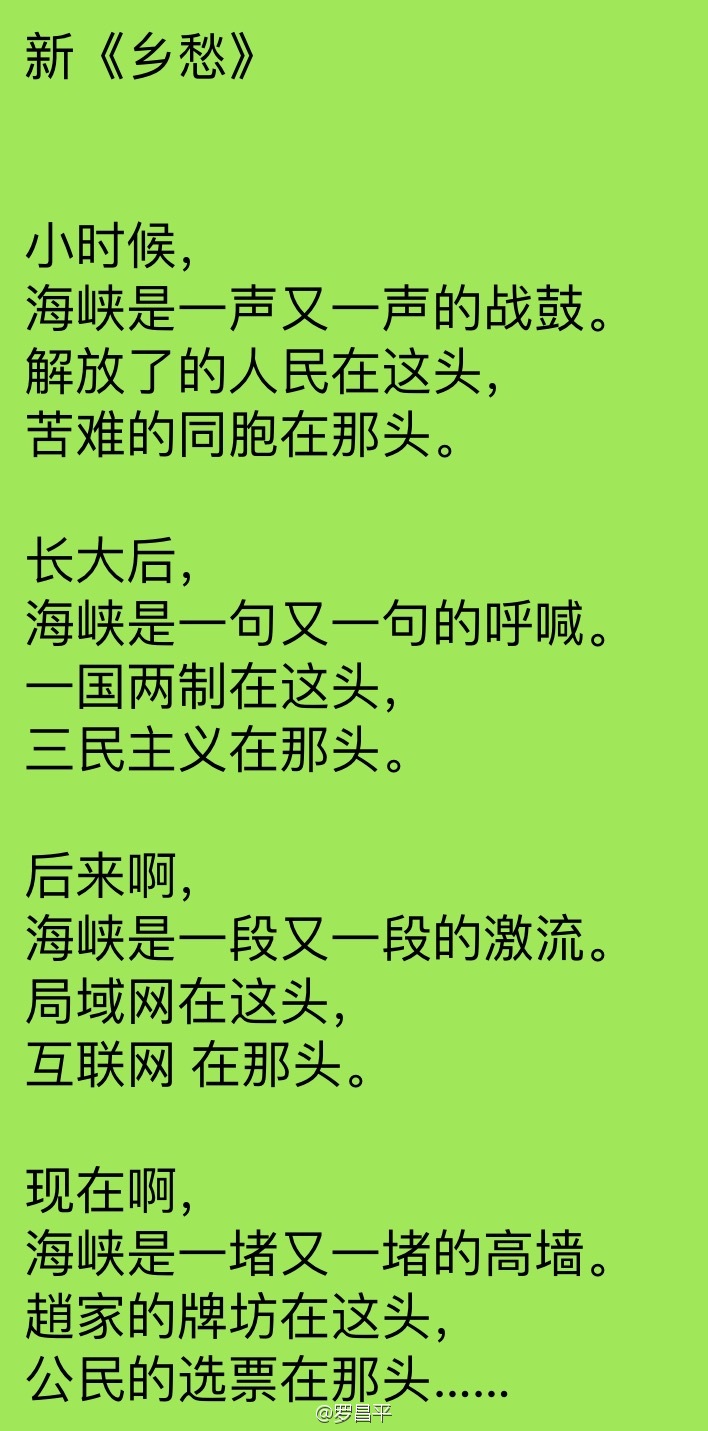 新《乡愁》
小时候，
海峡是一声又一声的战鼓。
解放了的人民在这头，
苦难的同胞在那头。
长大后，
海峡是一句又一句的呼喊。
一国两制在这头，
三民主义在那头。
后来啊，
海峡是一段又一段的激流。
局域网在这头，
互联网 在那头。
现在啊，
海峡是一堵又一堵的高墙。
趙家的牌坊在这头，
公民的选票在那头……
@罗昌平